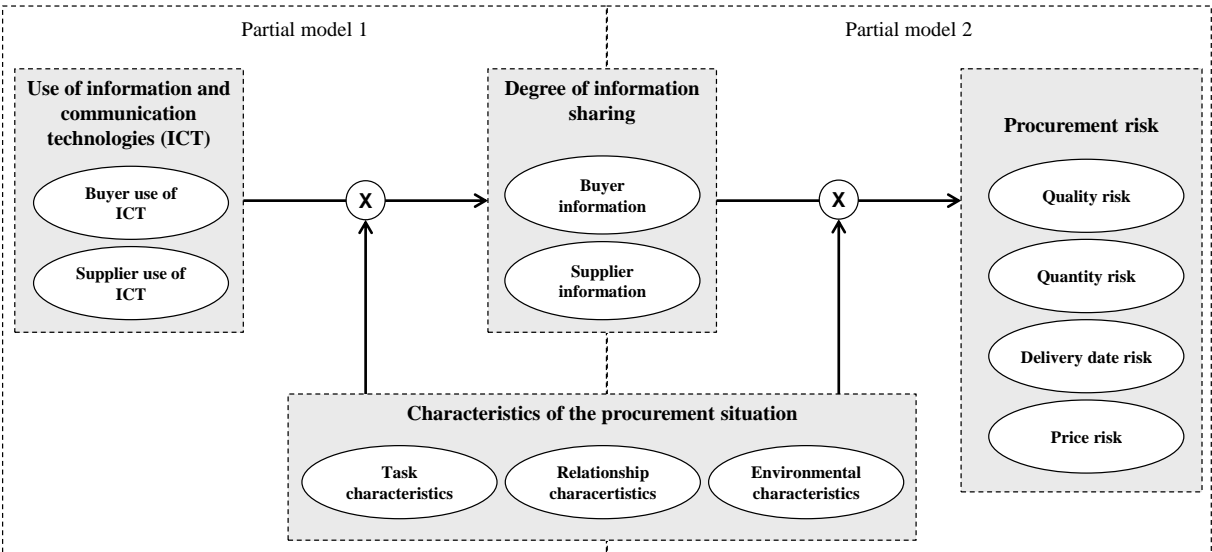 Partial model 1
Partial model 2
Use of information and
communication
technologies (ICT)
Buyer use of
ICT
Supplier use of
ICT
X
Degree of information
sharing
Buyer
information
Supplier
information
X
Procurement risk
Quality risk
Quantity risk
Delivery date risk
Price risk
Characteristics of the procurement situation
Task
characteristics
Relationship
characertistics
Environmental
characteristics